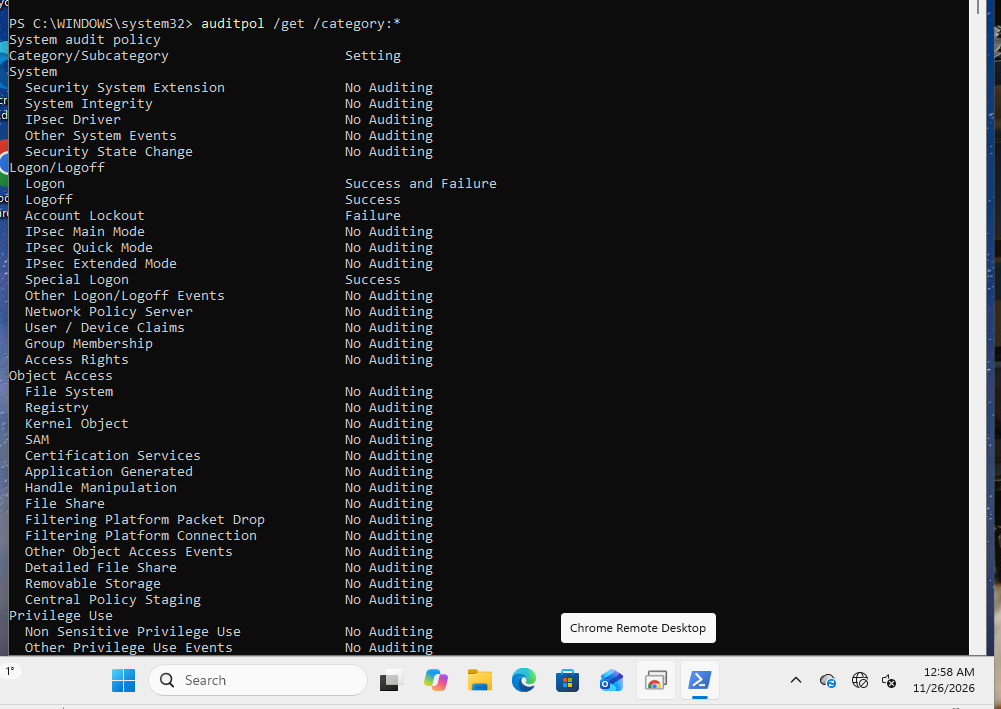 PS C:\WINDOWS\system32> auditpol /get /category:*
System audit policy
Category/Subcategory                      Setting
System
  Security System Extension               No Auditing
  System Integrity                        No Auditing
  IPsec Driver                            No Auditing
  Other System Events                     No Auditing
  Security State Change                   No Auditing
Logon/Logoff
  Logon                                   Success and Failure
  Logoff                                  Success
  Account Lockout                         Failure
  IPsec Main Mode                         No Auditing
  IPsec Quick Mode                        No Auditing
  IPsec Extended Mode                     No Auditing
  Special Logon                           Success
  Other Logon/Logoff Events               No Auditing
  Network Policy Server                   No Auditing
  User / Device Claims                    No Auditing
  Group Membership                        No Auditing
  Access Rights                           No Auditing
Object Access
  File System                             No Auditing
  Registry                                No Auditing
  Kernel Object                           No Auditing
  SAM                                     No Auditing
  Certification Services                  No Auditing
  Application Generated                   No Auditing
  Handle Manipulation                     No Auditing
  File Share                              No Auditing
  Filtering Platform Packet Drop          No Auditing
  Filtering Platform Connection           No Auditing
  Other Object Access Events              No Auditing
  Detailed File Share                     No Auditing
  Removable Storage                       No Auditing
  Central Policy Staging                  No Auditing
Privilege Use
  Non Sensitive Privilege Use             No Auditing
  Other Privilege Use Events              No Auditing
Chrome Remote Desktop
1°
Search
12:58 AM
11/26/2026